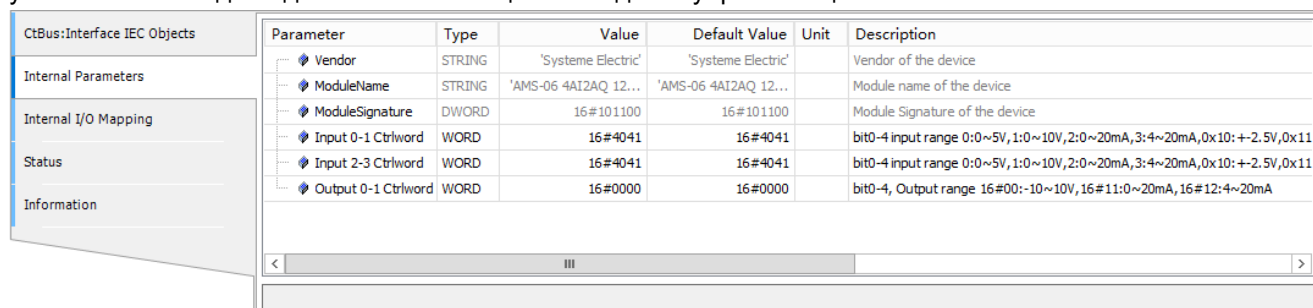 CtBus:Interface IEC Objects
Internal Parameters
Internal I/O Mapping
Status
Information
Parameter Type Value Default Value Unit Description
Vendor STRING 'Systeme Electric' 'Systeme Electric' Vendor of the device
ModuleName STRING 'AMS-06 4AI2AQ 12... 'AMS-06 4AI2AQ 12... Module name of the device
ModuleSignature DWORD 16#101100 16#101100 Module Signature of the device
Input 0-1 Ctrlword WORD 16#4041 16#4041 bit0-4 input range 0:0~5V,1:0~10V,2:0~20mA,3:4~20mA,0x10:+-2.5V,0x11
Input 2-3 Ctrlword WORD 16#4041 16#4041 bit0-4 input range 0:0~5V,1:0~10V,2:0~20mA,3:4~20mA,0x10:+-2.5V,0x11
Output 0-1 Ctrlword WORD 16#0000 16#0000 bit0-4, Output range 16#00:-10~10V,16#11:0~20mA,16#12:4~20mA